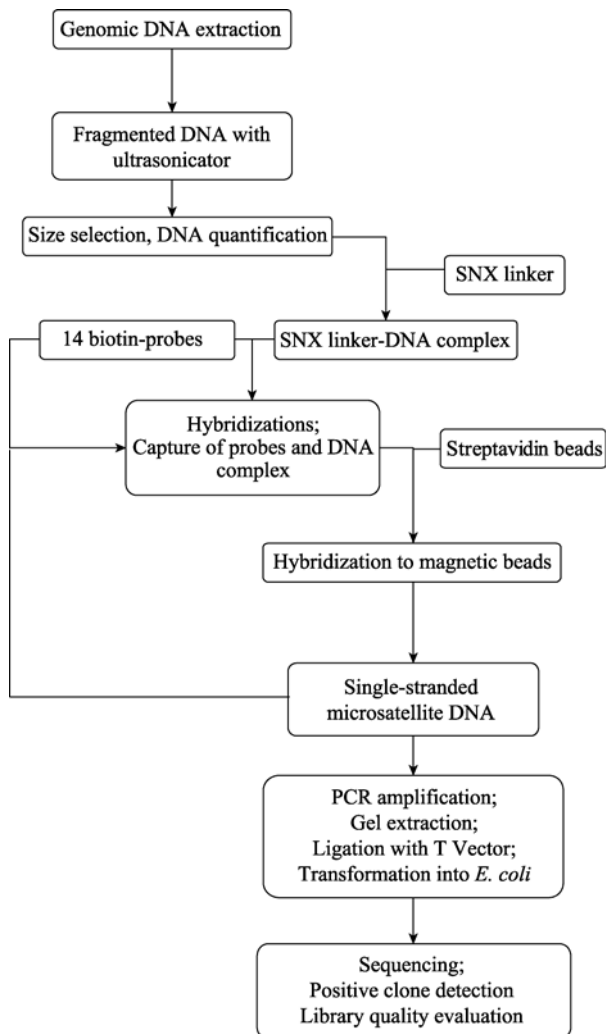 Genomic DNA extraction
Fragmented DNA with
ultrasonicator
Size selection, DNA quantification
SNX linker
14 biotin-probes
SNX linker-DNA complex
Hybridizations;
Capture of probes and DNA
complex
Streptavidin beads
Hybridization to magnetic beads
Single-stranded
microsatellite DNA
PCR amplification;
Gel extraction;
Ligation with T Vector;
Transformation into E. coli
Sequencing;
Positive clone detection
Library quality evaluation